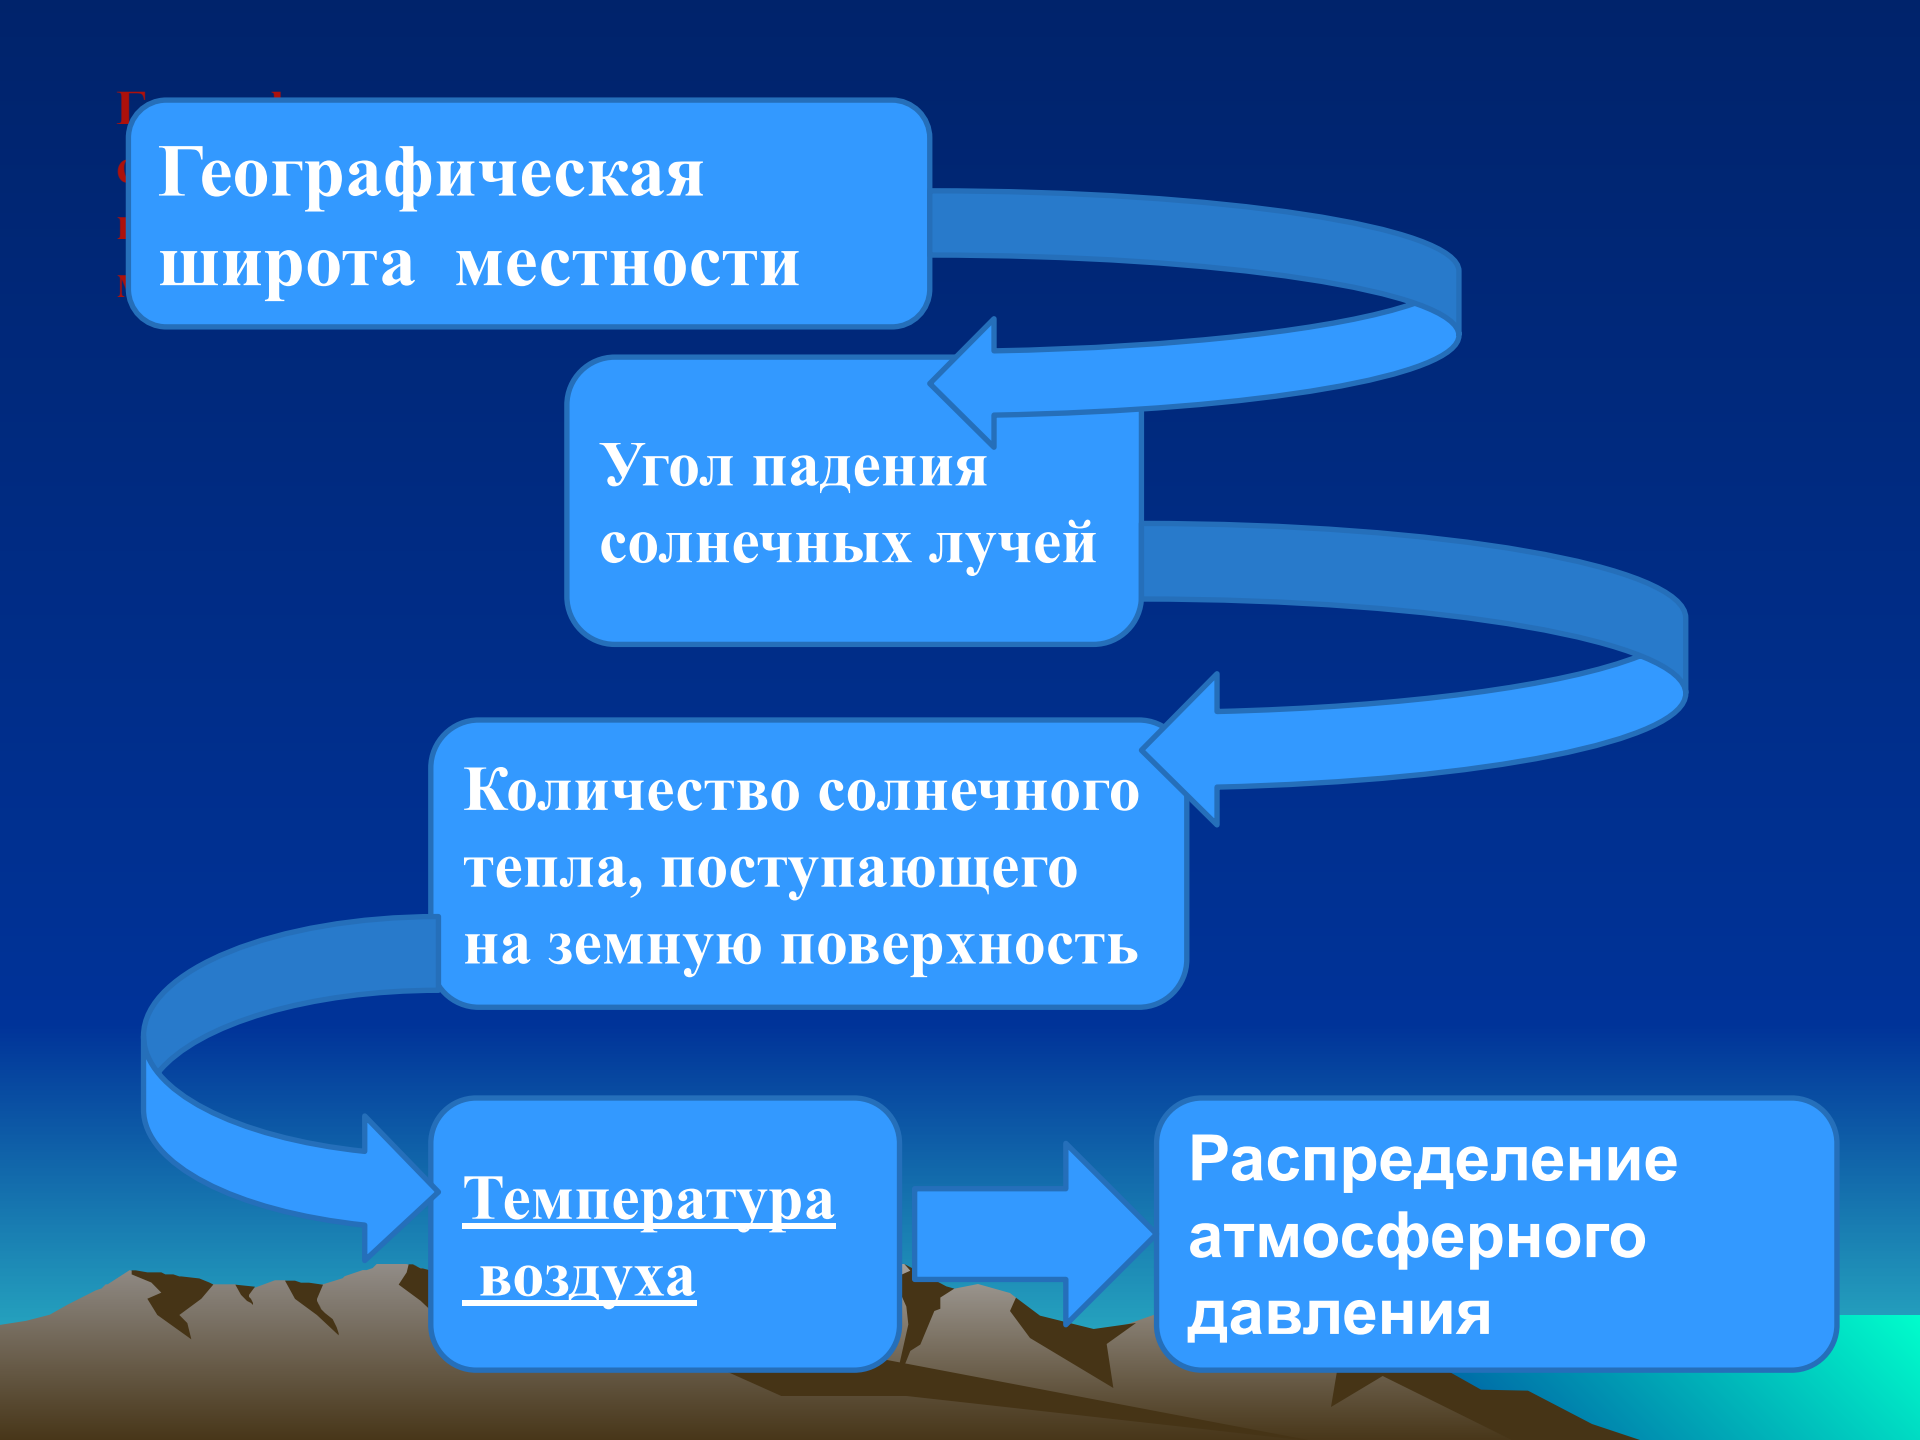 Географическая
широта местности
Угол падения
солнечных лучей
Количество солнечного
тепла, поступающего
на земную поверхность
Температура
воздуха
Распределение
атмосферного
давления